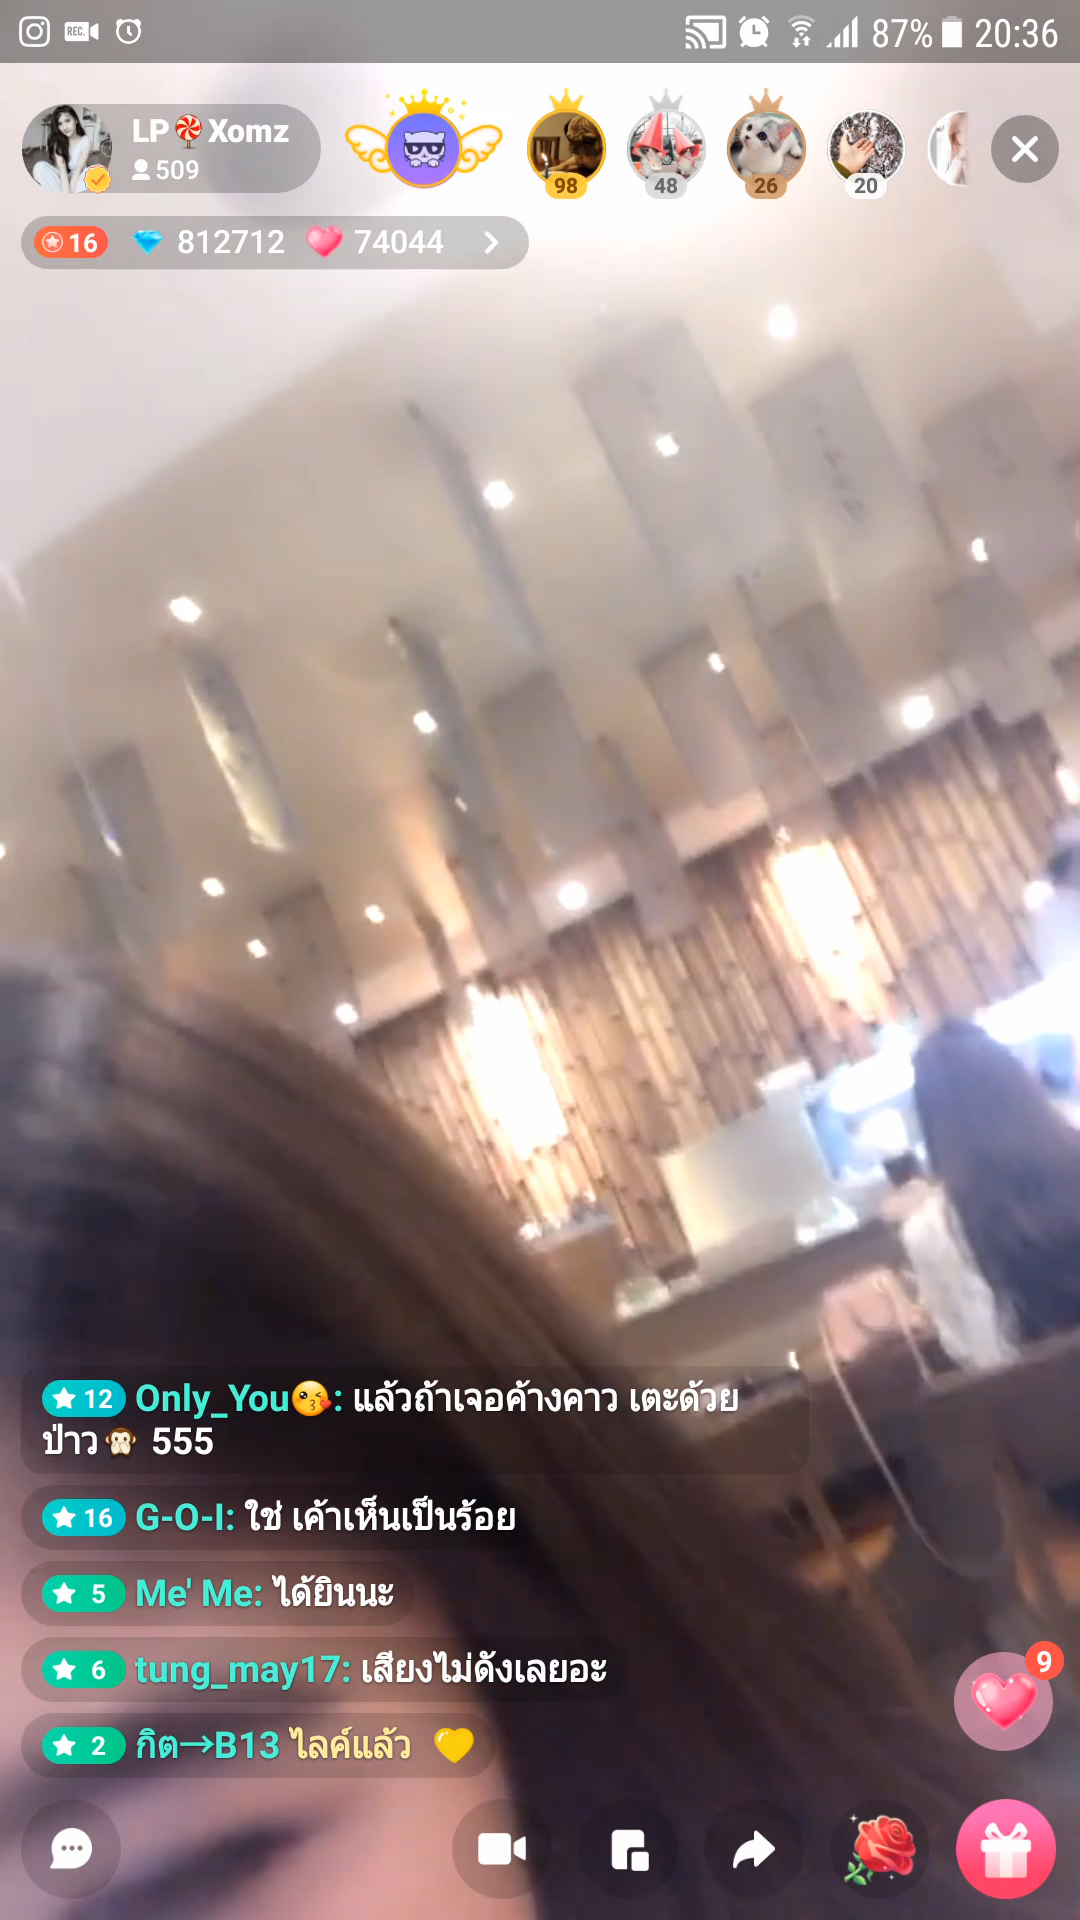 REC.
87% 20:36
LP🍭Xomz
509
98
48
26
20
16 812712 74044
12 Only_You😘: แล้วถ้าเจอค้างคาว เตะด้วย
ป่าว🙊 555
16 G-O-I: ใช่ เค้าเห็นเป็นร้อย
5 Me' Me: ได้ยินนะ
6 tung_may17: เสียงไม่ดังเลยอะ
9
2 กิต→B13 ไลค์แล้ว 💛